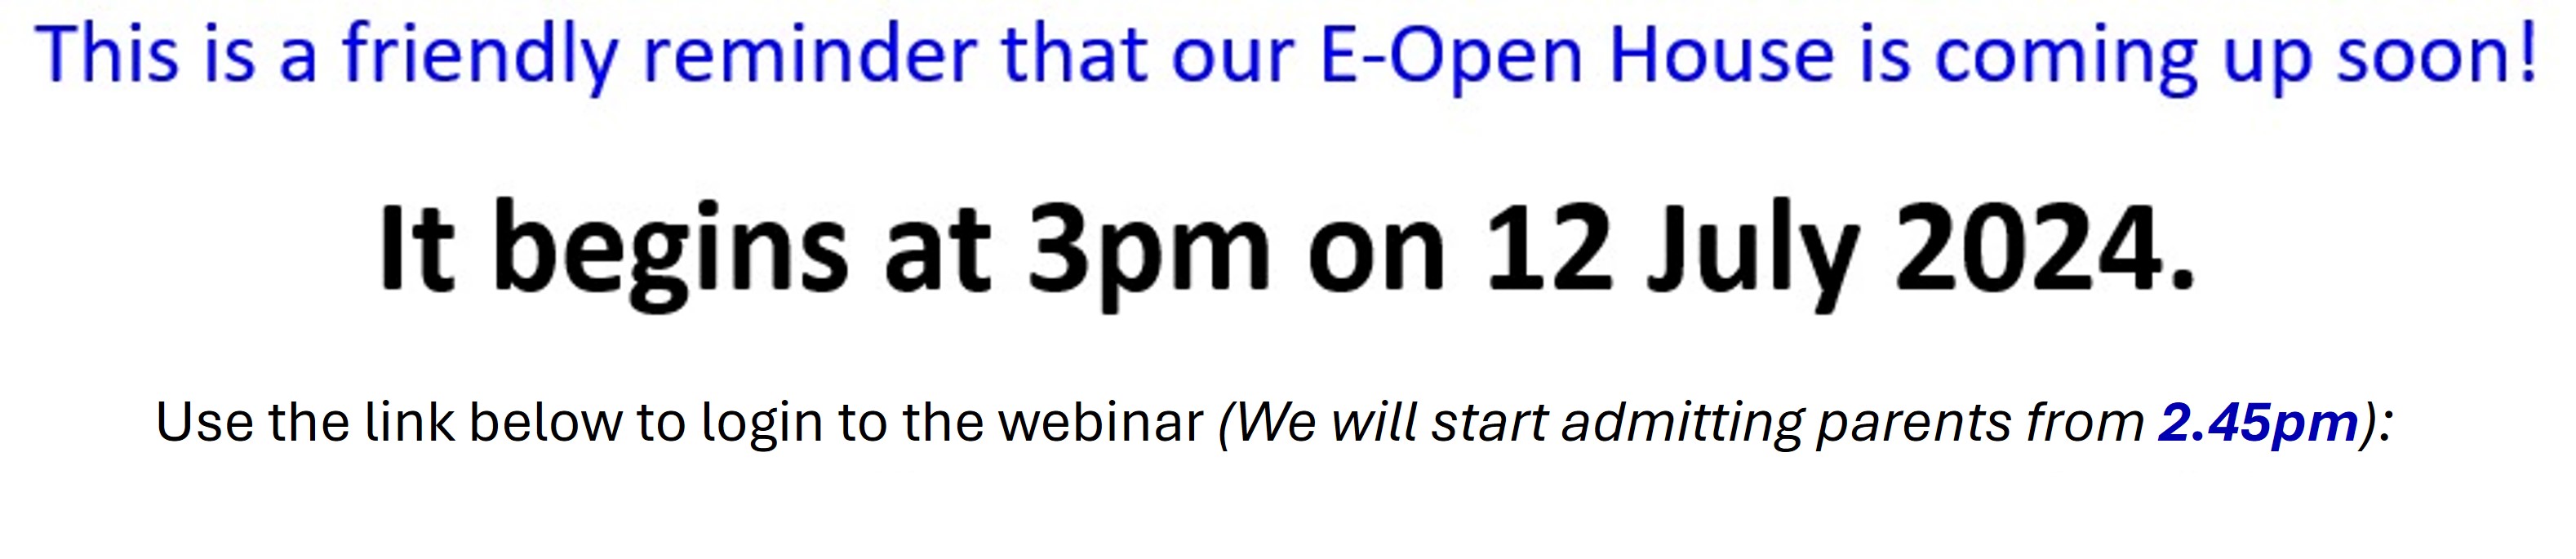 This is a friendly reminder that our E-Open House is coming up soon!
It begins at 3pm on 12 July 2024.
Use the link below to login to the webinar (We will start admitting parents from 2.45pm):